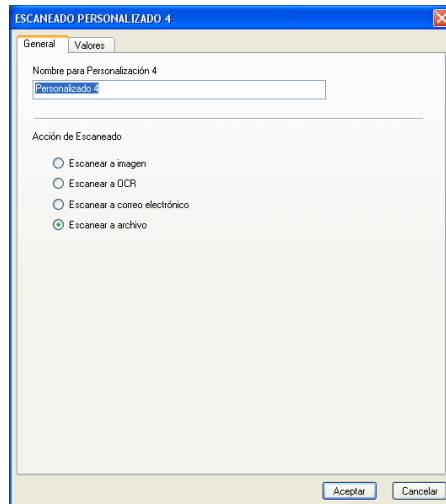 ESCANEADO PERSONALIZADO 4
General Valores
Nombre para Personalización 4
Personalizado 4
Acción de Escaneado
Escanear a imagen
Escanear a OCR
Escanear a correo electrónico
Escanear a archivo
Aceptar Cancelar